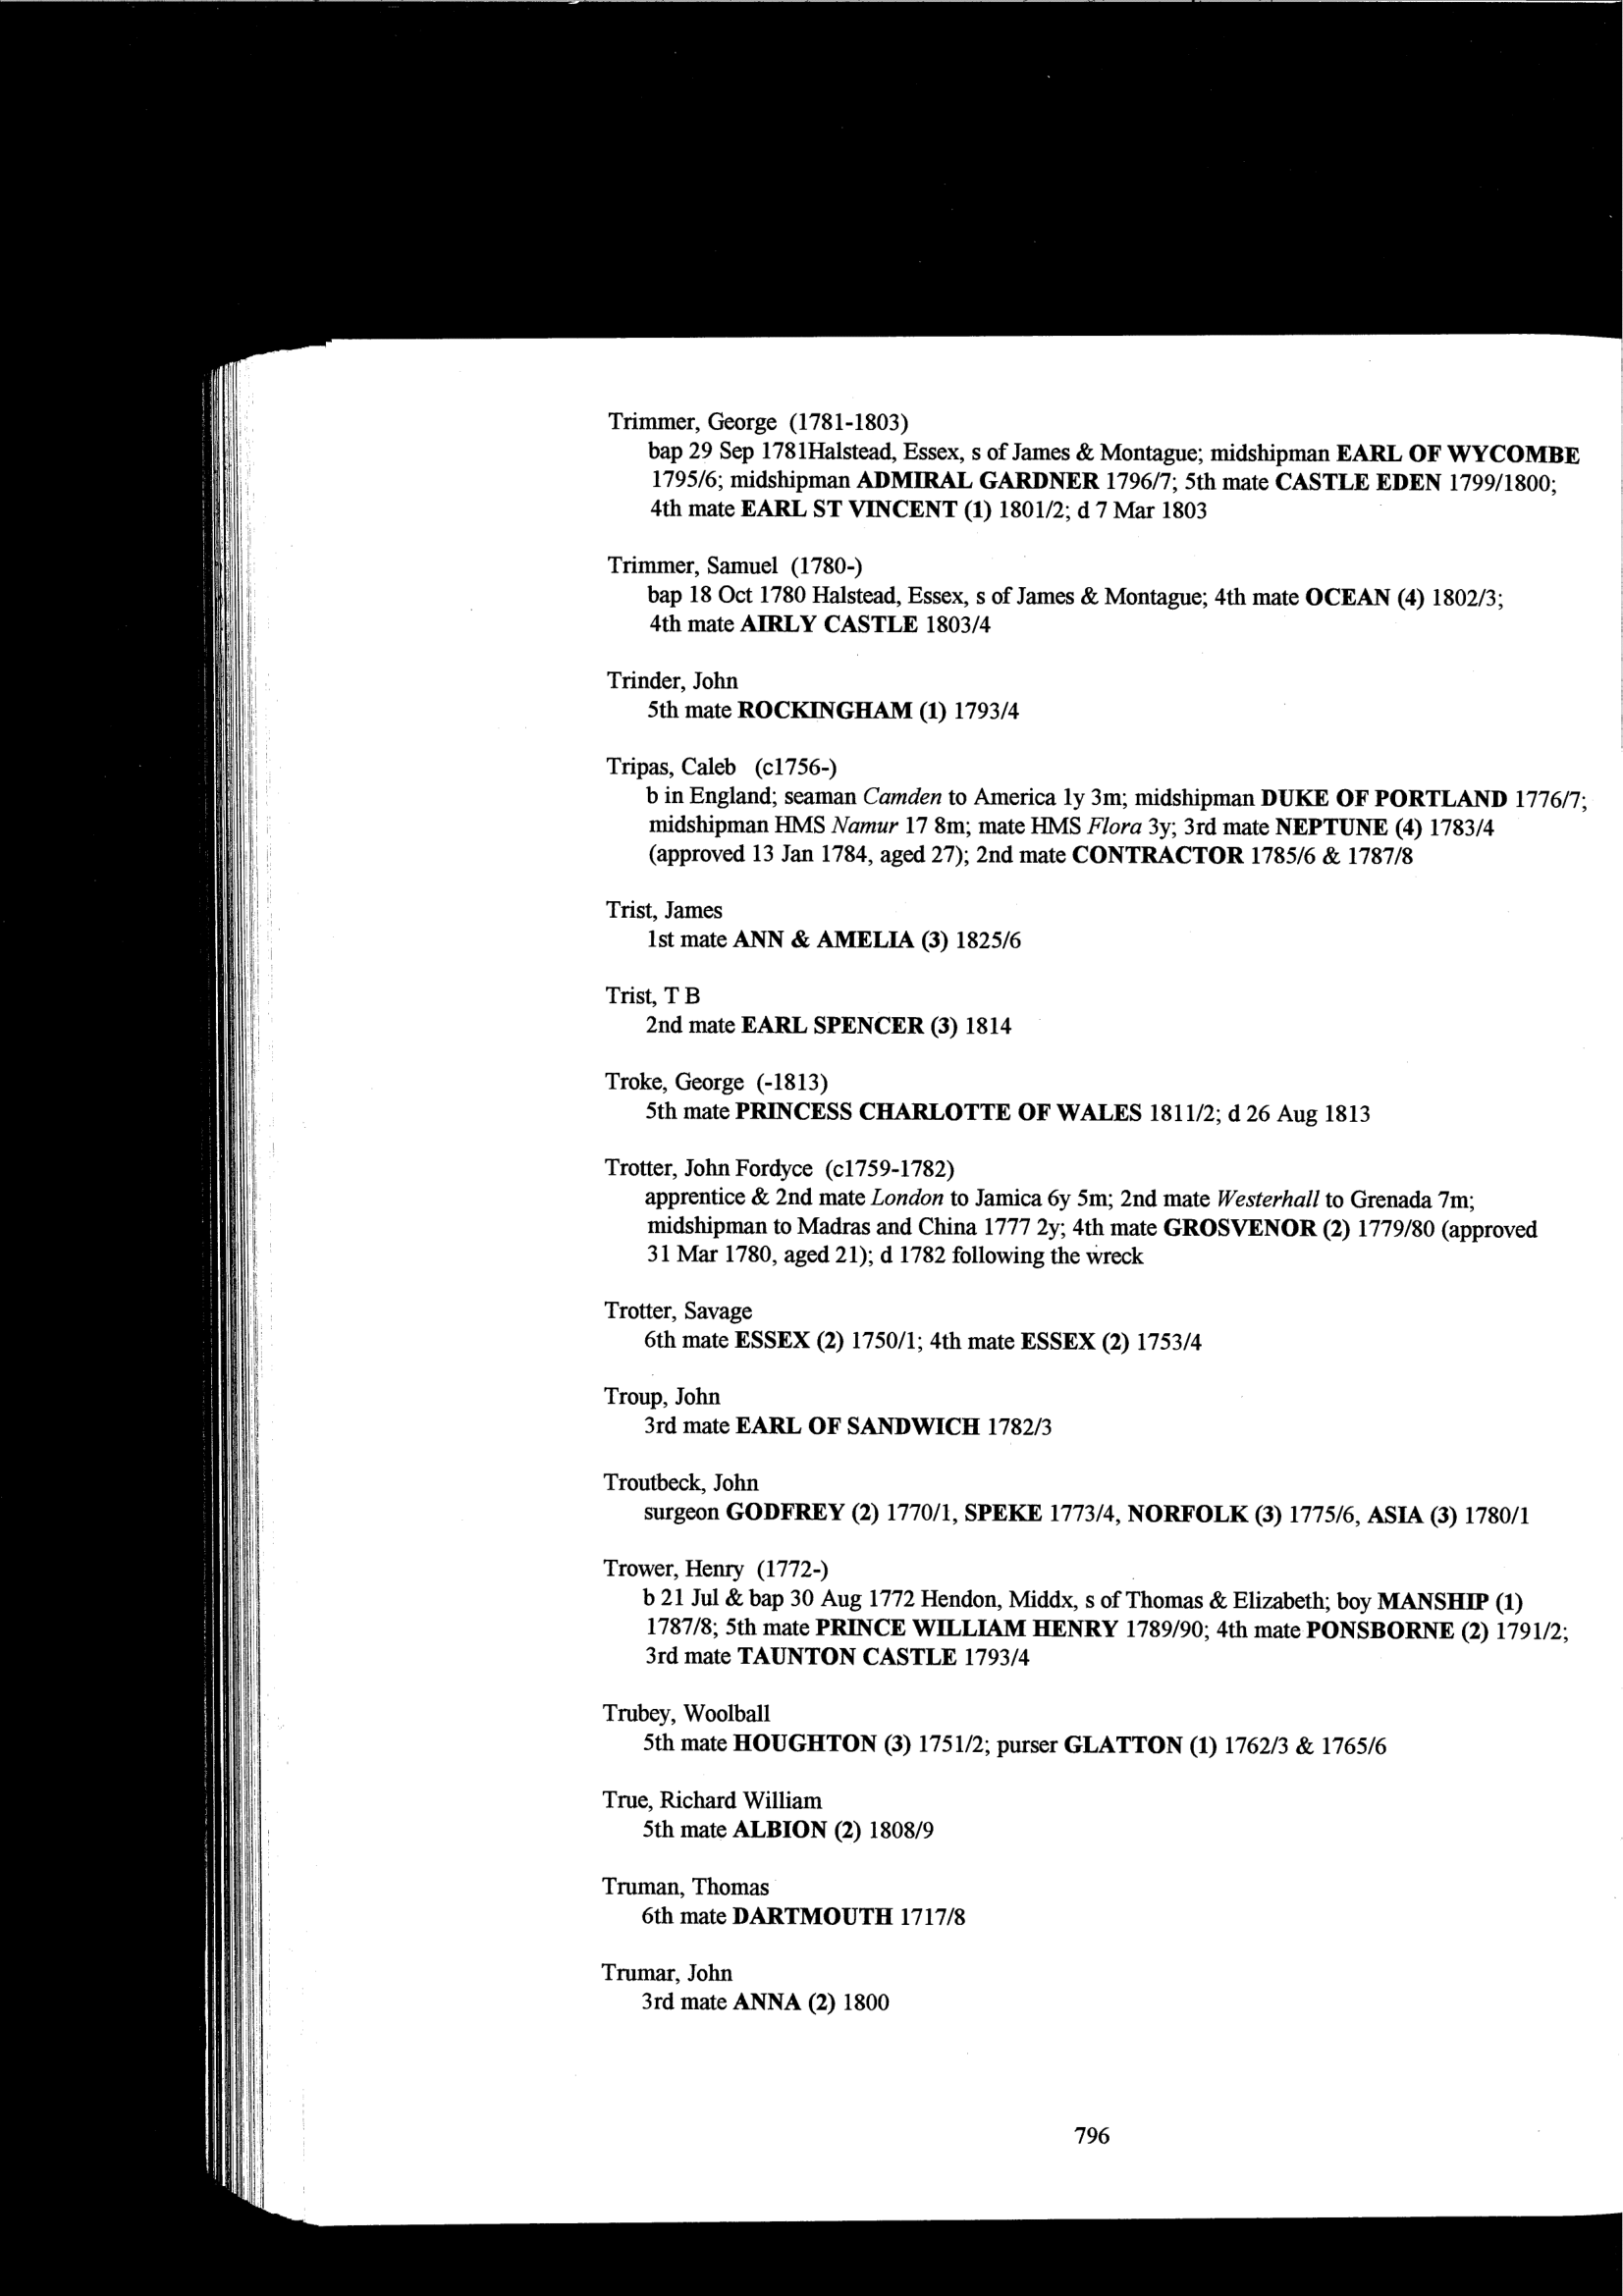 Trimmer, George (1781-1803)
bap 29 Sep 1781Halstead, Essex, s of James & Montague; midshipman EARL OF WYCOMBE
1795/6; midshipman ADMIRAL GARDNER 1796/7; 5th mate CASTLE EDEN 1799/1800;
4th mate EARL ST VINCENT (1) 1801/2; d 7 Mar 1803
Trimmer, Samuel (1780-)
bap 18 Oct 1780 Halstead, Essex, s of James & Montague; 4th mate OCEAN (4) 1802/3;
4th mate AIRLY CASTLE 1803/4
Trinder, John
5th mate ROCKINGHAM (1) 1793/4
Tripas, Caleb (c1756-)
b in England; seaman Camden to America 1y 3m; midshipman DUKE OF PORTLAND 1776/7;
midshipman HMS Namur 17 8m; mate HMS Flora 3y; 3rd mate NEPTUNE (4) 1783/4
(approved 13 Jan 1784, aged 27); 2nd mate CONTRACTOR 1785/6 & 1787/8
Trist, James
1st mate ANN & AMELIA (3) 1825/6
Trist, T B
2nd mate EARL SPENCER (3) 1814
Troke, George (-1813)
5th mate PRINCESS CHARLOTTE OF WALES 1811/2; d 26 Aug 1813
Trotter, John Fordyce (c1759-1782)
apprentice & 2nd mate London to Jamica 6y 5m; 2nd mate Westerhall to Grenada 7m;
midshipman to Madras and China 1777 2y; 4th mate GROSVENOR (2) 1779/80 (approved
31 Mar 1780, aged 21); d 1782 following the wreck
Trotter, Savage
6th mate ESSEX (2) 1750/1; 4th mate ESSEX (2) 1753/4
Troup, John
3rd mate EARL OF SANDWICH 1782/3
Troutbeck, John
surgeon GODFREY (2) 1770/1, SPEKE 1773/4, NORFOLK (3) 1775/6, ASIA (3) 1780/1
Trower, Henry (1772-)
b 21 Jul & bap 30 Aug 1772 Hendon, Middx, s of Thomas & Elizabeth; boy MANSHIP (1)
1787/8; 5th mate PRINCE WILLIAM HENRY 1789/90; 4th mate PONSBORNE (2) 1791/2;
3rd mate TAUNTON CASTLE 1793/4
Trubey, Woolball
5th mate HOUGHTON (3) 1751/2; purser GLATTON (1) 1762/3 & 1765/6
True, Richard William
5th mate ALBION (2) 1808/9
Truman, Thomas
6th mate DARTMOUTH 1717/8
Trumar, John
3rd mate ANNA (2) 1800
796